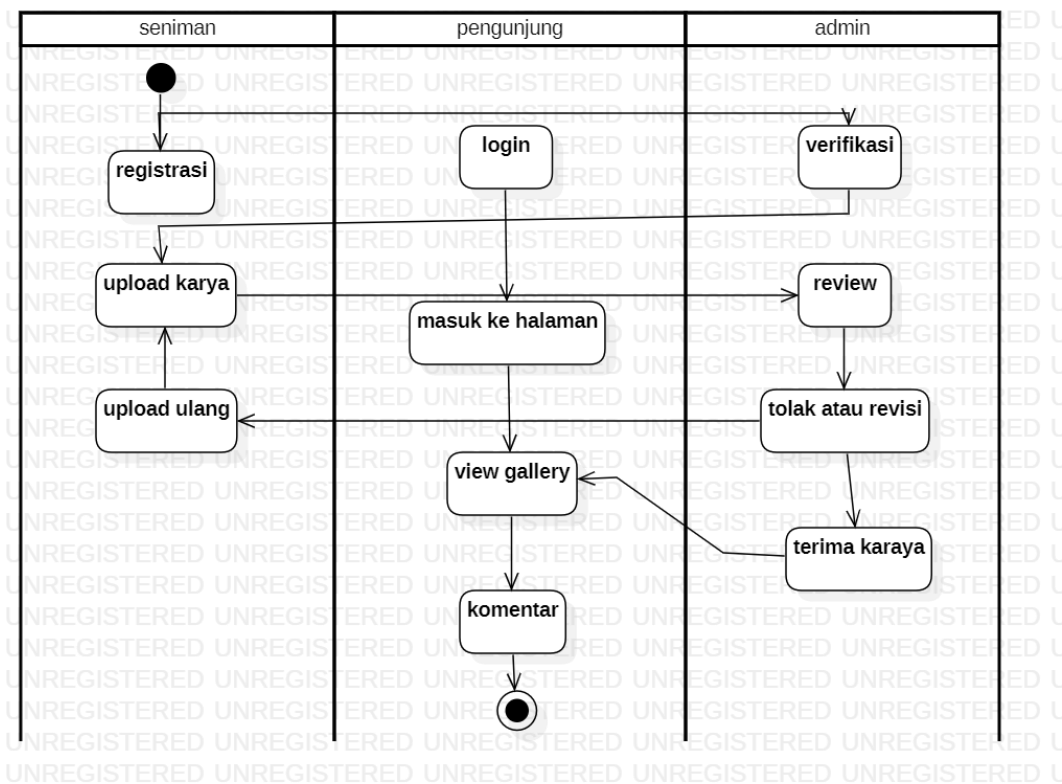 seniman
pengunjung
admin
registrasi
login
verifikasi
upload karya
masuk ke halaman
review
upload ulang
tolak atau revisi
view gallery
terima karaya
komentar
UNREGISTERED